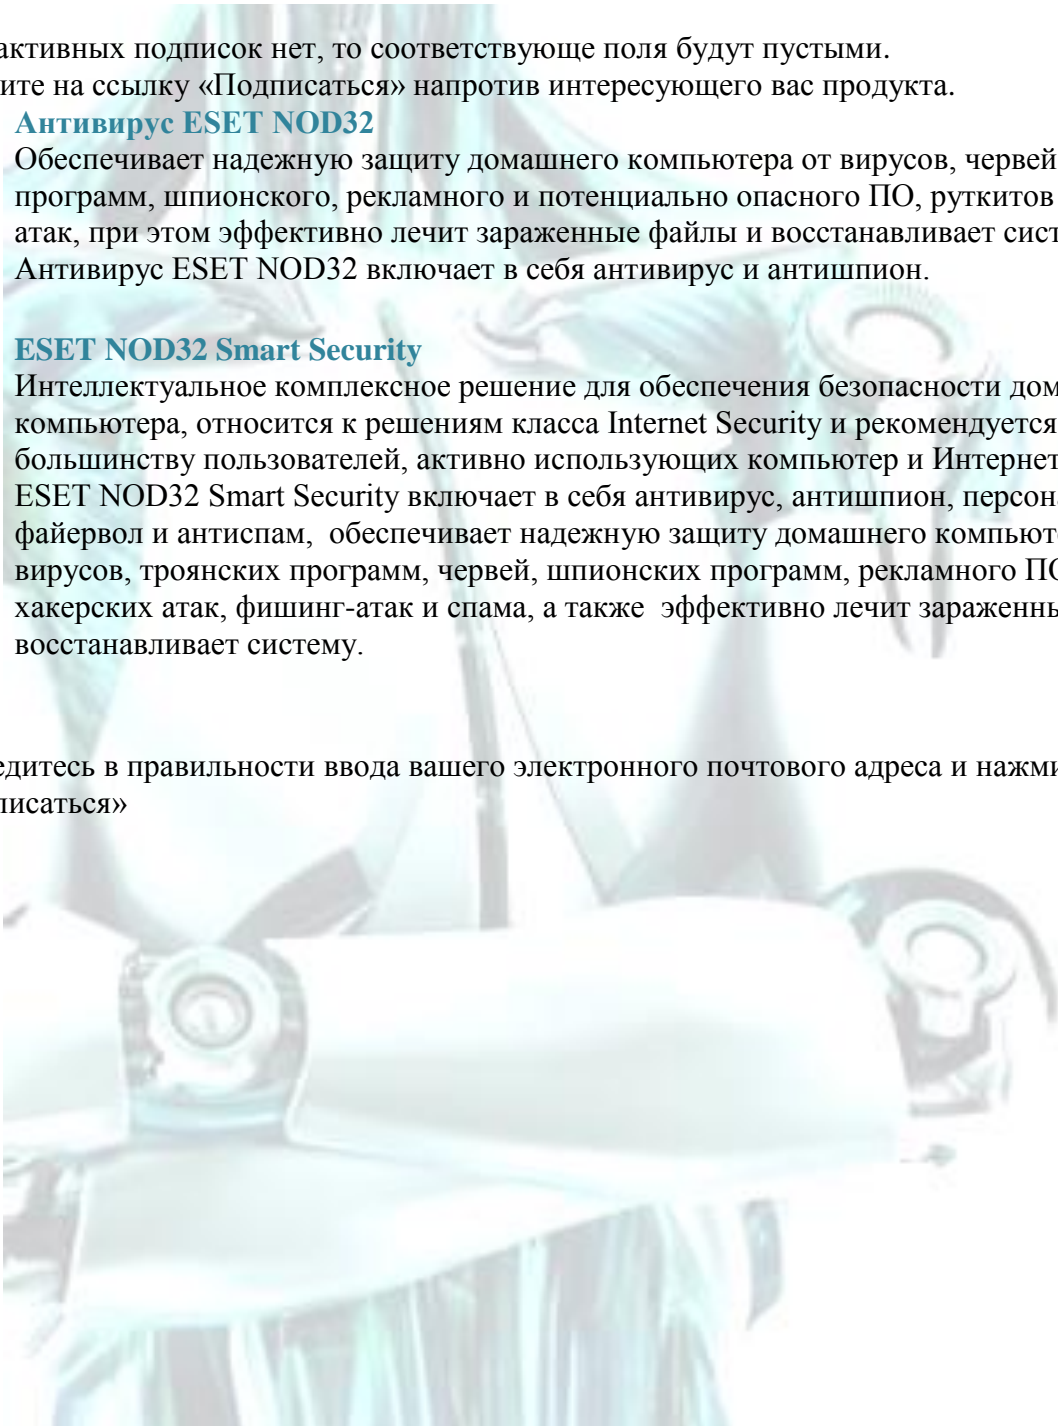 активных подписок нет, то соответствующе поля будут пустыми.
ите на ссылку «Подписаться» напротив интересующего вас продукта.
Антивирус ESET NOD32
Обеспечивает надежную защиту домашнего компьютера от вирусов, червей
программ, шпионского, рекламного и потенциально опасного ПО, руткитов
атак, при этом эффективно лечит зараженные файлы и восстанавливает сист
Антивирус ESET NOD32 включает в себя антивирус и антишпион.
ESET NOD32 Smart Security
Интеллектуальное комплексное решение для обеспечения безопасности дом
компьютера, относится к решениям класса Internet Security и рекомендуется
большинству пользователей, активно использующих компьютер и Интернет
ESET NOD32 Smart Security включает в себя антивирус, антишпион, персона
файервол и антиспам,  обеспечивает надежную защиту домашнего компьюте
вирусов, троянских программ, червей, шпионских программ, рекламного ПО
хакерских атак, фишинг-атак и спама, а также  эффективно лечит зараженны
восстанавливает систему.
едитесь в правильности ввода вашего электронного почтового адреса и нажми
писаться»